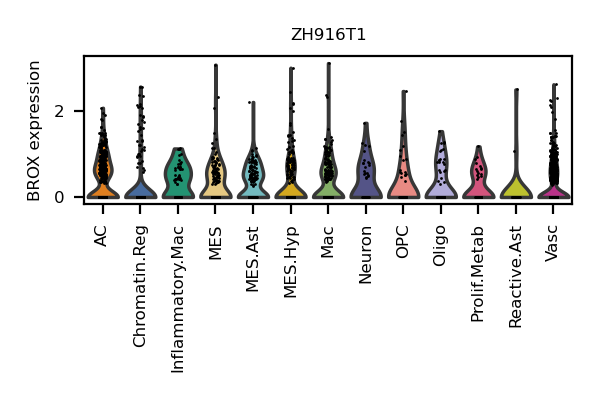 ZH916T1
BROX expression
2
0
AC
Chromatin.Reg
Inflammatory.Mac
MES
MES.Ast
MES.Hyp
Mac
Neuron
OPC
Oligo
Prolif.Metab
Reactive.Ast
Vasc